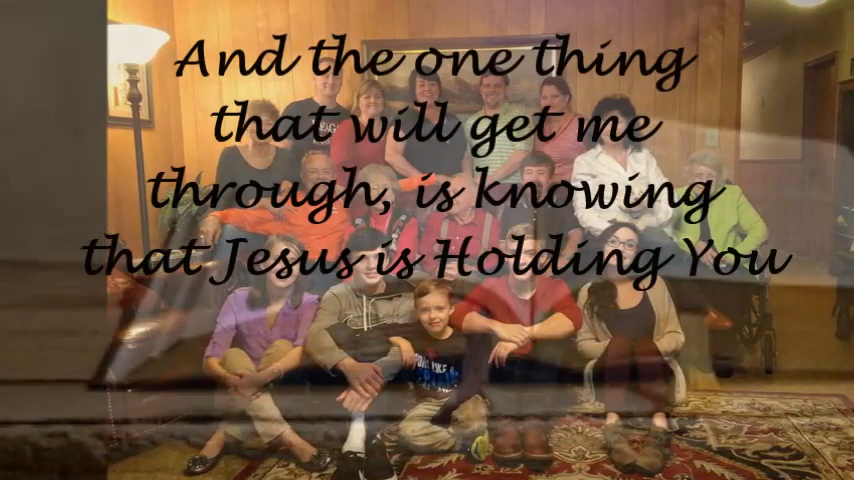 And the one thing
that will get me
through, is knowing
that Jesus is Holding You